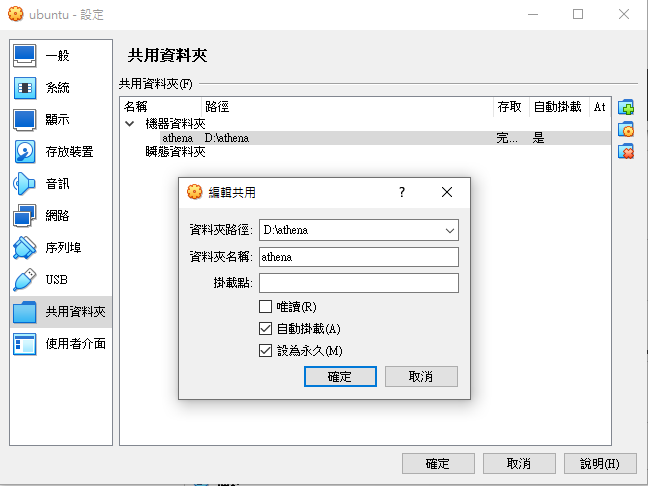 ubuntu - 設定
一般
系統
顯示
存放裝置
音訊
網路
序列埠
USB
共用資料夾
使用者介面
共用資料夾
共用資料夾(F)
名稱 路徑 存取 自動掛載 At
機器資料夾
athena D:\athena 完... 是
瞬態資料夾
編輯共用 ?
資料夾路徑: D:\athena
資料夾名稱: athena
掛載點:
唯讀(R)
自動掛載(A)
設為永久(M)
確定 取消
確定 取消 說明(H)